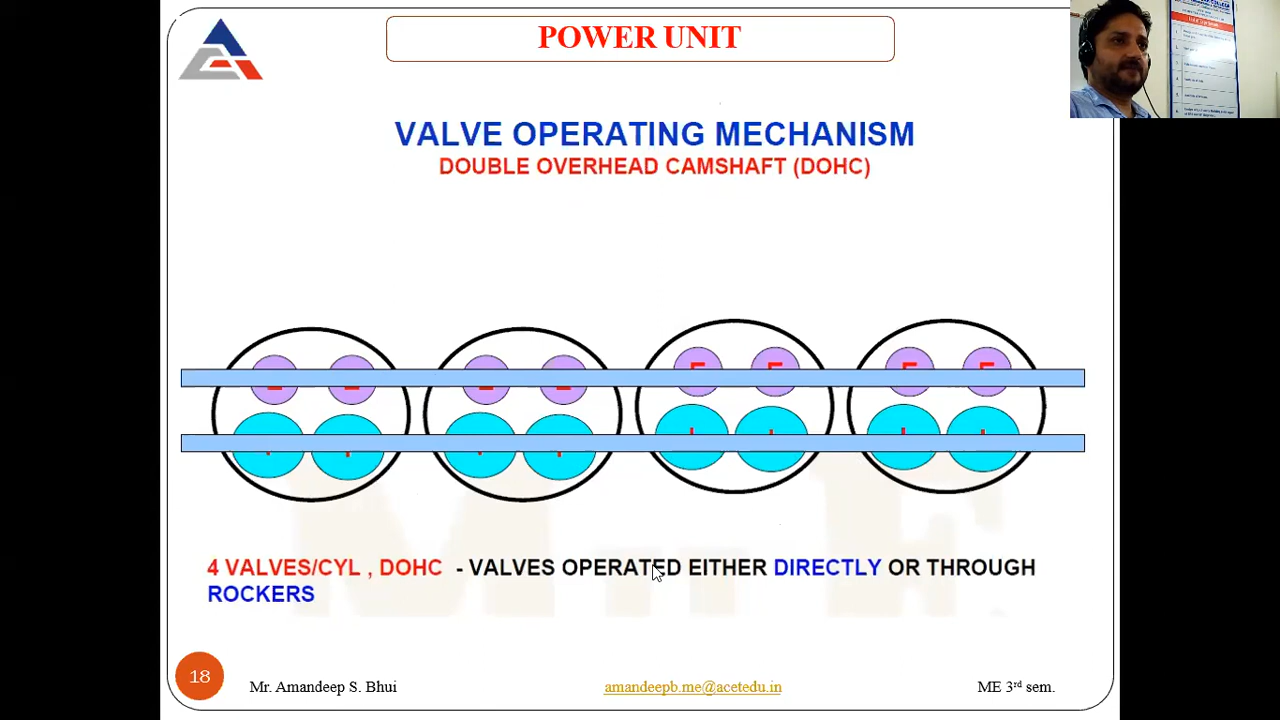 POWER UNIT
VALVE OPERATING MECHANISM
DOUBLE OVERHEAD CAMSHAFT (DOHC)
4 VALVES/CYL , DOHC - VALVES OPERATED EITHER DIRECTLY OR THROUGH
ROCKERS
18
Mr. Amandeep S. Bhui
amandeepb.me@acetedu.in
ME 3rd sem.